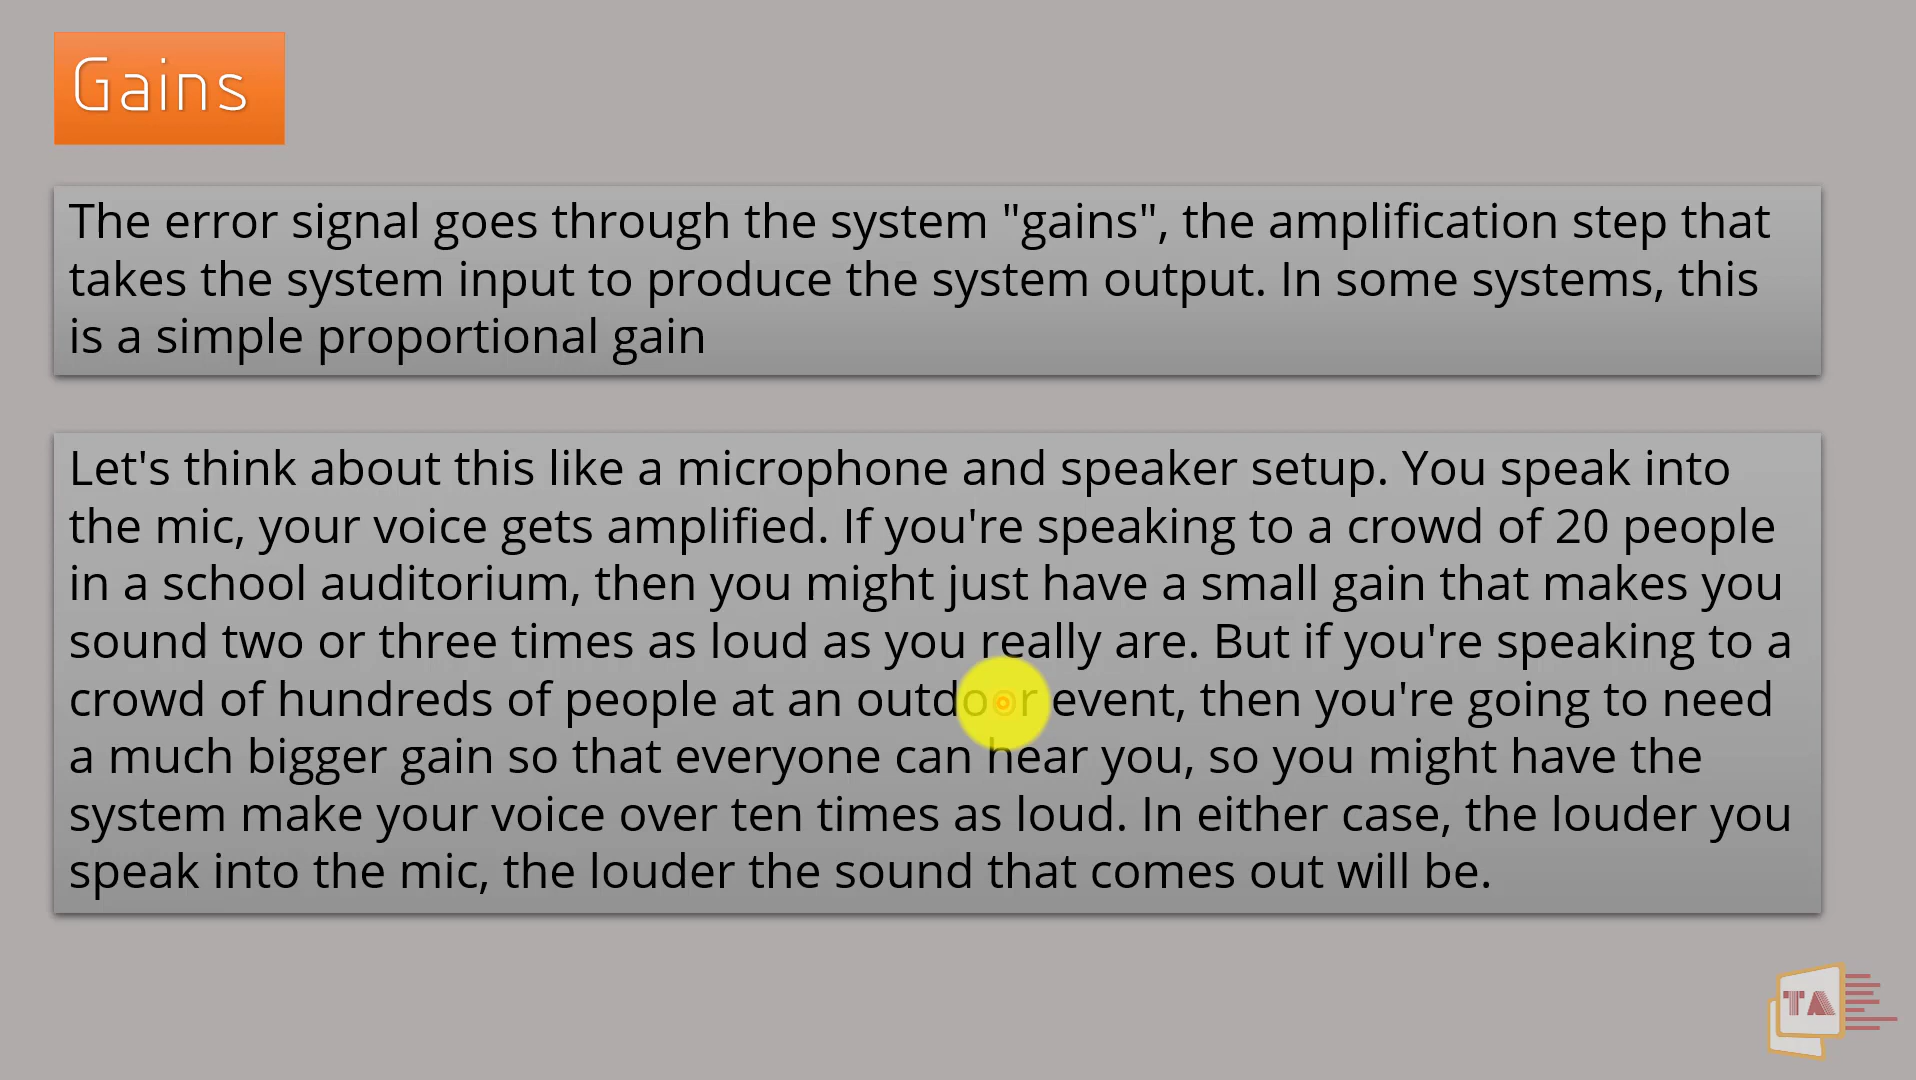 Gains
The error signal goes through the system "gains", the amplification step that
takes the system input to produce the system output. In some systems, this
is a simple proportional gain
Let's think about this like a microphone and speaker setup. You speak into
the mic, your voice gets amplified. If you're speaking to a crowd of 20 people
in a school auditorium, then you might just have a small gain that makes you
sound two or three times as loud as you really are. But if you're speaking to a
crowd of hundreds of people at an outdoor event, then you're going to need
a much bigger gain so that everyone can hear you, so you might have the
system make your voice over ten times as loud. In either case, the louder you
speak into the mic, the louder the sound that comes out will be.
TA